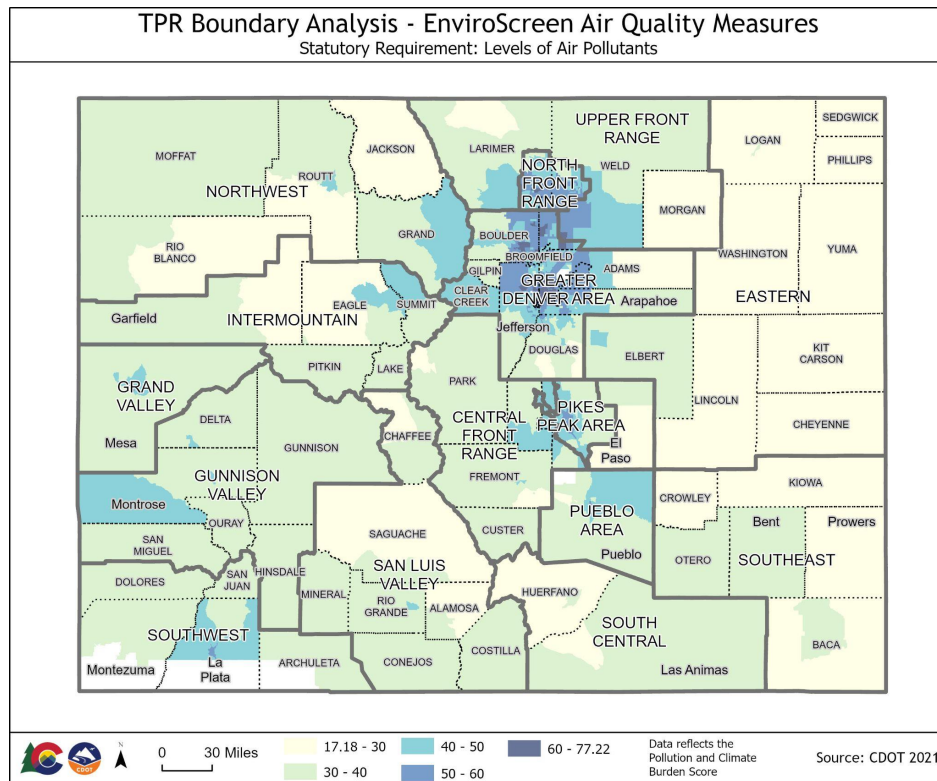 TPR Boundary Analysis - EnviroScreen Air Quality Measures
Statutory Requirement: Levels of Air Pollutants
SEDGWICK
UPPER FRONT
RANGE
LOGAN
JACKSON
LARIMER
MOFFAT
PHILLIPS
NORTH
FRONT
RANGE
WELD
ROUTT
NORTHWEST
MORGAN
GRAND
BOULDER
RIO
BLANCO
WASHINGTON
YUMA
BROOMFIELD
GILPIN
ADAMS
GREATER
DENVER AREA
CLEAR
CREEK
EAGLE
SUMMIT
Arapahoe
EASTERN
Garfield
INTERMOUNTAIN
Jefferson
DOUGLAS
ELBERT
KIT
CARSON
PITKIN
LAKE
PARK
GRAND
VALLEY
LINCOLN
DELTA
PIKES
PEAK AREA
CENTRAL
FRONT
RANGE
CHAFFEE
CHEYENNE
Mesa
GUNNISON
El
Paso
GUNNISON
VALLEY
FREMONT
KIOWA
Montrose
CROWLEY
PUEBLO
AREA
OURAY
Bent
Prowers
SAGUACHE
CUSTER
SAN
MIGUEL
Pueblo
OTERO
SOUTHEAST
SAN LUIS
VALLEY
DOLORES
SAN
JUAN
HINSDALE
MINERAL
HUERFANO
RIO
GRANDE
ALAMOSA
SOUTHWEST
SOUTH
CENTRAL
BACA
COSTILLA
Montezuma
La
Plata
ARCHULETA
CONEJOS
Las Animas
CDOT
N
0 30 Miles
17.18 - 30
30 - 40
40 - 50
50 - 60
60 - 77.22
Data reflects the
Pollution and Climate
Burden Score
Source: CDOT 2021